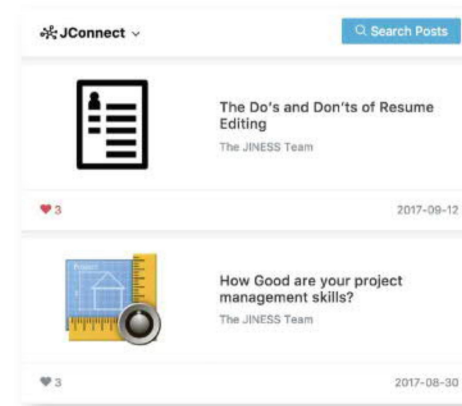 JConnect
Search Posts
The Do's and Don'ts of Resume
Editing
The JINESS Team
3
2017-09-12
How Good are your project
management skills?
The JINESS Team
3
2017-08-30